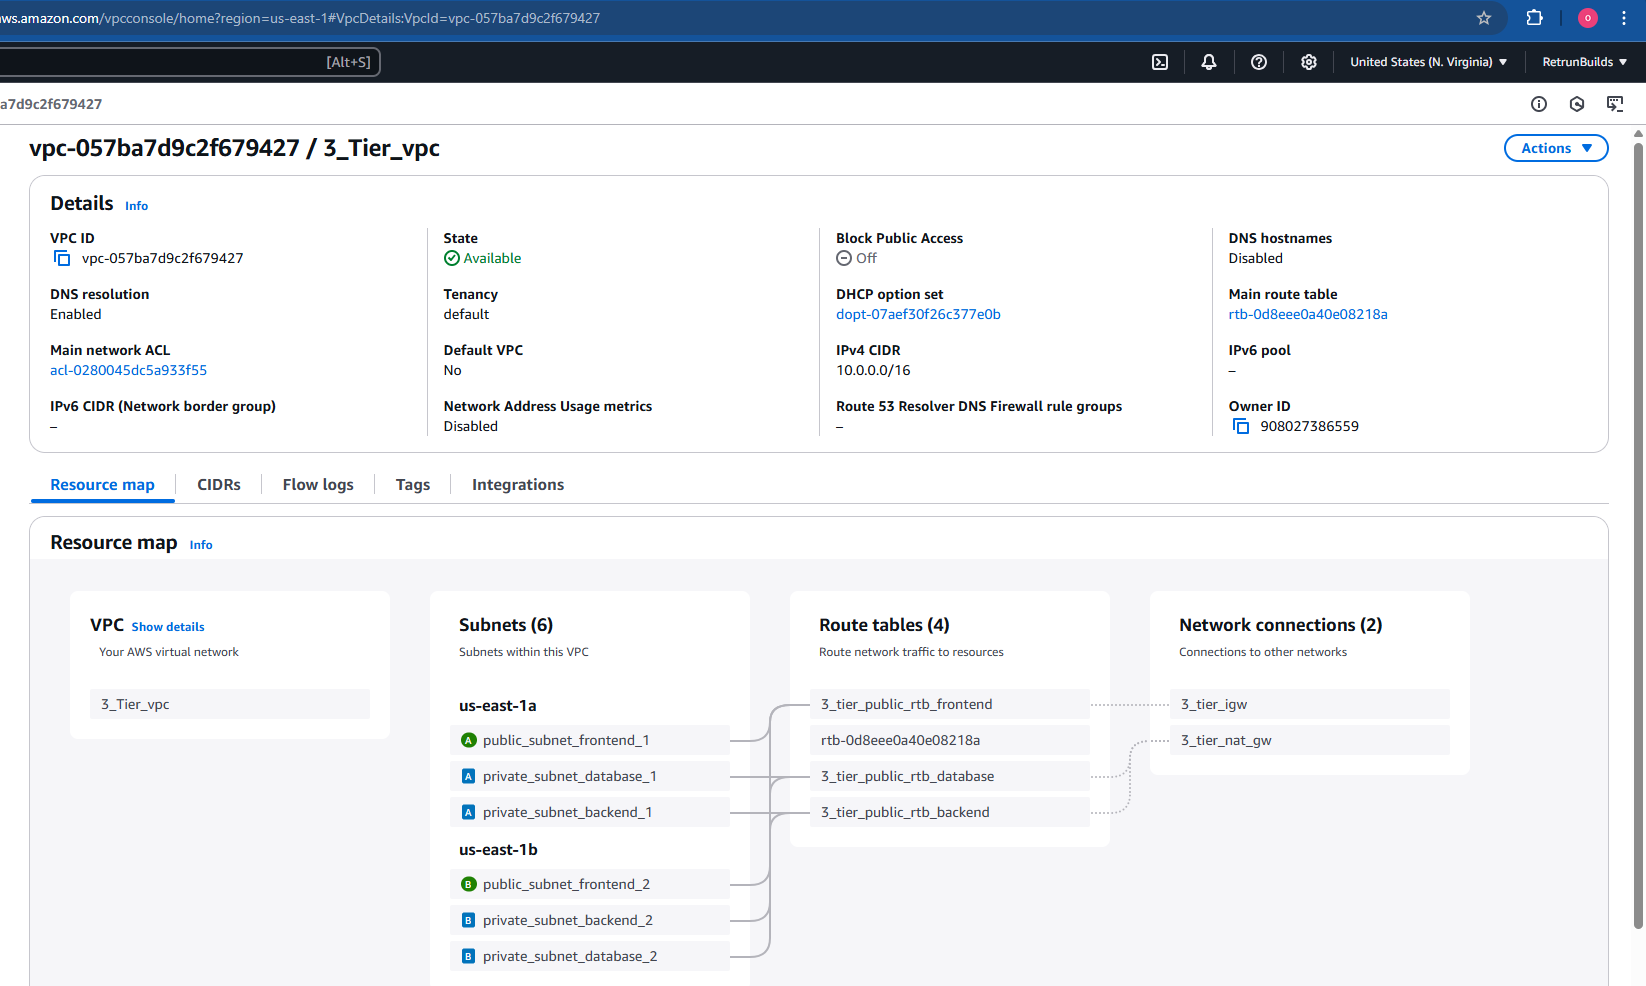 aws.amazon.com/vpcconsole/home?region=us-east-1#VpcDetails:VpcId=vpc-057ba7d9c2f679427
o
[Alt+S]
United States (N. Virginia) ▼
RetrunBuilds ▼
a7d9c2f679427
vpc-057ba7d9c2f679427 / 3_Tier_vpc
Actions ▼
Details Info
VPC ID
vpc-057ba7d9c2f679427
State
Available
Block Public Access
Off
DNS hostnames
Disabled
DNS resolution
Enabled
Tenancy
default
DHCP option set
dopt-07aef30f26c377e0b
Main route table
rtb-0d8eee0a40e08218a
Main network ACL
acl-0280045dc5a933f55
Default VPC
No
IPv4 CIDR
10.0.0.0/16
IPv6 pool
–
IPv6 CIDR (Network border group)
–
Network Address Usage metrics
Disabled
Route 53 Resolver DNS Firewall rule groups
–
Owner ID
908027386559
Resource map
CIDRs
Flow logs
Tags
Integrations
Resource map Info
VPC Show details
Your AWS virtual network
3_Tier_vpc
Subnets (6)
Subnets within this VPC
us-east-1a
A public_subnet_frontend_1
A private_subnet_database_1
A private_subnet_backend_1
us-east-1b
B public_subnet_frontend_2
B private_subnet_backend_2
B private_subnet_database_2
Route tables (4)
Route network traffic to resources
3_tier_public_rtb_frontend
rtb-0d8eee0a40e08218a
3_tier_public_rtb_database
3_tier_public_rtb_backend
Network connections (2)
Connections to other networks
3_tier_igw
3_tier_nat_gw